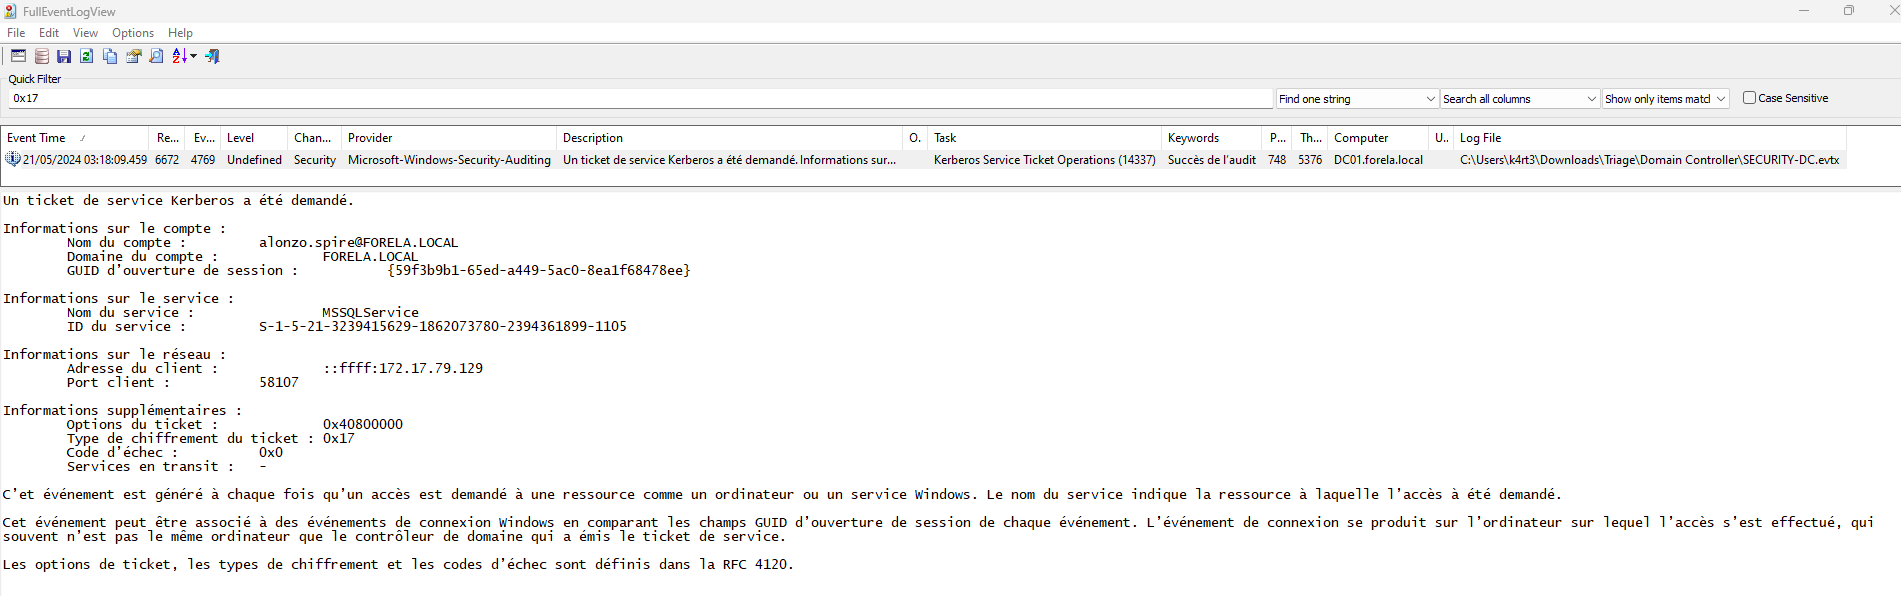 FullEventLogView
File Edit View Options Help
Quick Filter
0x17
Find one string Search all columns Show only items matcl Case Sensitive
Event Time Re... Ev... Level Chan... Provider Description O. Task Keywords P... Th... Computer U.. Log File
21/05/2024 03:18:09.459 6672 4769 Undefined Security Microsoft-Windows-Security-Auditing Un ticket de service Kerberos a été demandé. Informations sur... Kerberos Service Ticket Operations (14337) Succès de l'audit 748 5376 DC01.forela.local C:\Users\k4rt3\Downloads\Triage\Domain Controller\SECURITY-DC.evtx
Un ticket de service Kerberos a été demandé.
Informations sur le compte :
Nom du compte : alonzo.spire@FORELA.LOCAL
Domaine du compte : FORELA.LOCAL
GUID d'ouverture de session : {59f3b9b1-65ed-a449-5ac0-8ea1f68478ee}
Informations sur le service :
Nom du service : MSSQLService
ID du service : S-1-5-21-3239415629-1862073780-2394361899-1105
Informations sur le réseau :
Adresse du client : ::ffff:172.17.79.129
Port client : 58107
Informations supplémentaires :
Options du ticket : 0x40800000
Type de chiffrement du ticket : 0x17
Code d'échec : 0x0
Services en transit : -
C'et événement est généré à chaque fois qu'un accès est demandé à une ressource comme un ordinateur ou un service Windows. Le nom du service indique la ressource à laquelle l'accès à été demandé.
Cet événement peut être associé à des événements de connexion Windows en comparant les champs GUID d'ouverture de session de chaque événement. L'événement de connexion se produit sur l'ordinateur sur lequel l'accès s'est effectué, qui
souvent n'est pas le même ordinateur que le contrôleur de domaine qui a émis le ticket de service.
Les options de ticket, les types de chiffrement et les codes d'échec sont définis dans la RFC 4120.